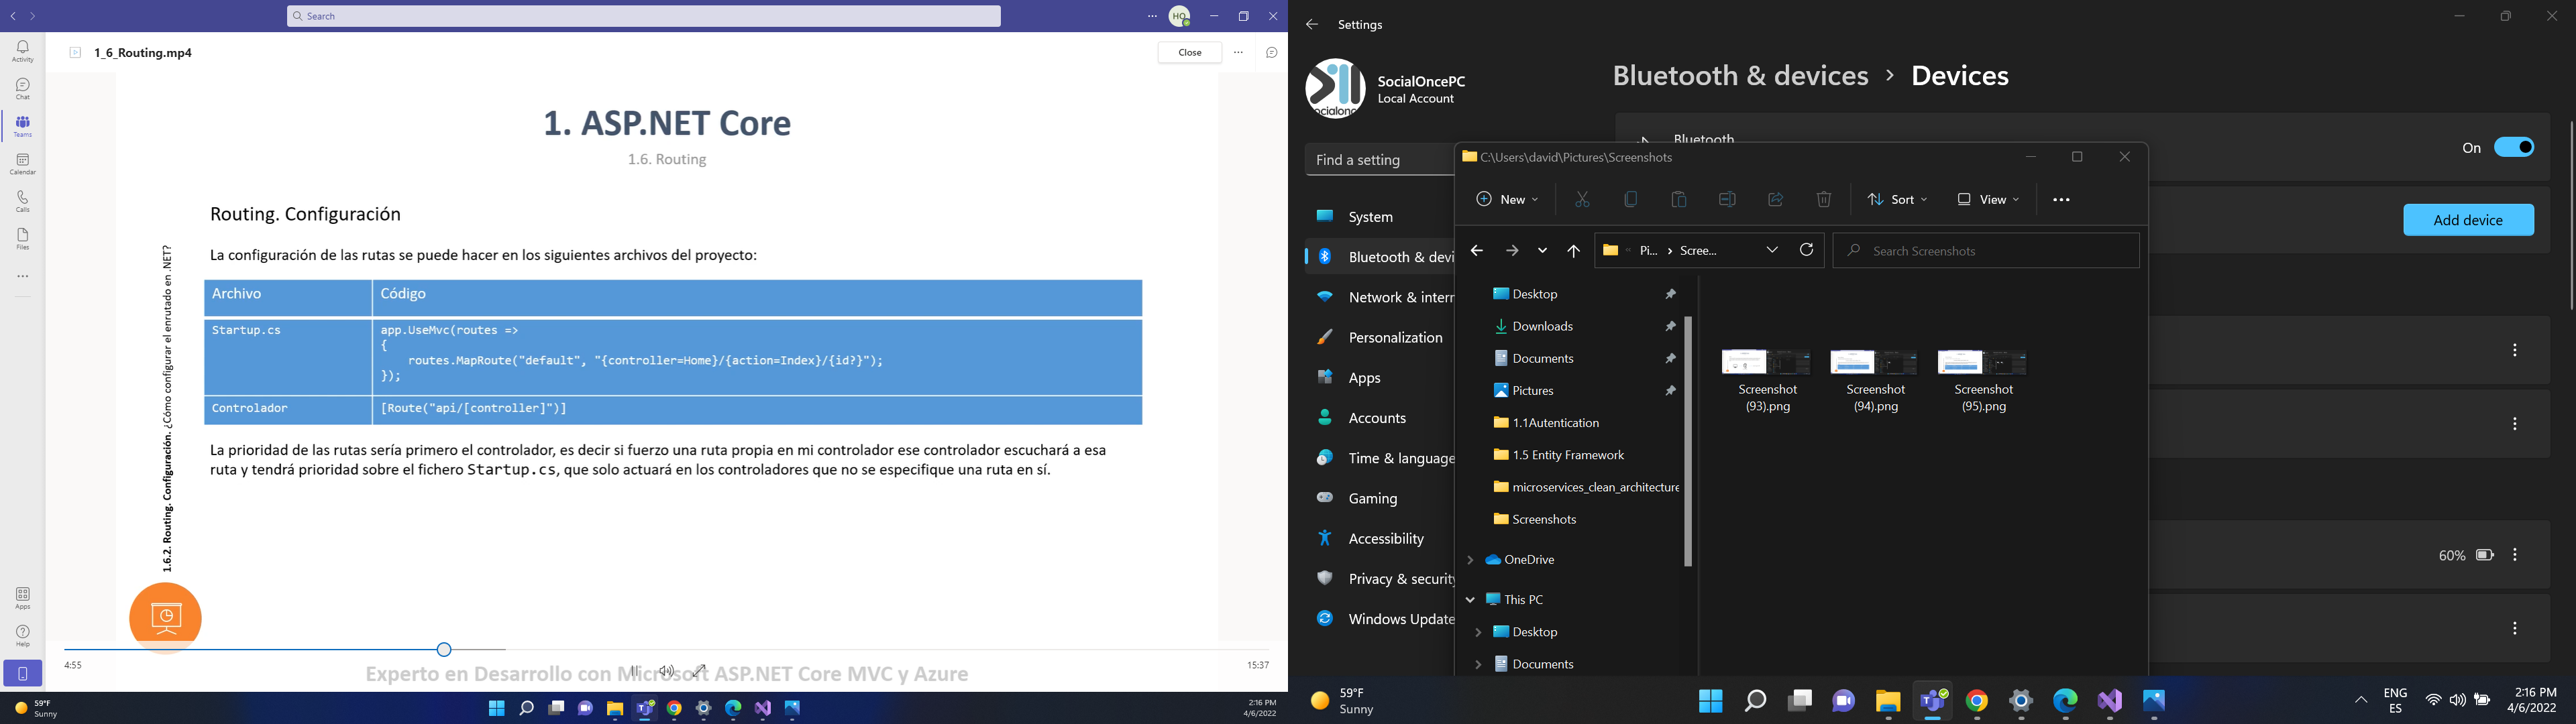 Search
HO
1_6_Routing.mp4
Close
Activity
Chat
Teams
Calendar
Calls
Files
Apps
Help
1. ASP.NET Core
1.6. Routing
Routing. Configuración
La configuración de las rutas se puede hacer en los siguientes archivos del proyecto:
Archivo
Código
Startup.cs
app.UseMvc(routes =>
{
routes.MapRoute("default", "{controller=Home}/{action=Index}/{id?}");
});
Controlador
[Route("api/[controller]")]
La prioridad de las rutas sería primero el controlador, es decir si fuerzo una ruta propia en mi controlador ese controlador escuchará a esa
ruta y tendrá prioridad sobre el fichero Startup.cs, que solo actuará en los controladores que no se especifique una ruta en sí.
1.6.2. Routing. Configuración. ¿Cómo configurar el enrutado en .NET?
4:55
15:37
Experto en Desarrollo con Microsoft ASP.NET Core MVC y Azure
59°F
Sunny
2:16 PM
4/6/2022
Settings
SocialOncePC
Local Account
Find a setting
System
Bluetooth & devi
Network & interr
Personalization
Apps
Accounts
Time & language
Gaming
Accessibility
Privacy & security
Windows Update
Bluetooth & devices > Devices
Bluetooth
On
Add device
60%
C:\Users\david\Pictures\Screenshots
New
Sort
View
Pi... > Scree...
Search Screenshots
Desktop
Downloads
Documents
Pictures
1.1Autentication
1.5 Entity Framework
microservices_clean_architecture
Screenshots
OneDrive
This PC
Desktop
Documents
Screenshot
(93).png
Screenshot
(94).png
Screenshot
(95).png
59°F
Sunny
ENG
ES
2:16 PM
4/6/2022